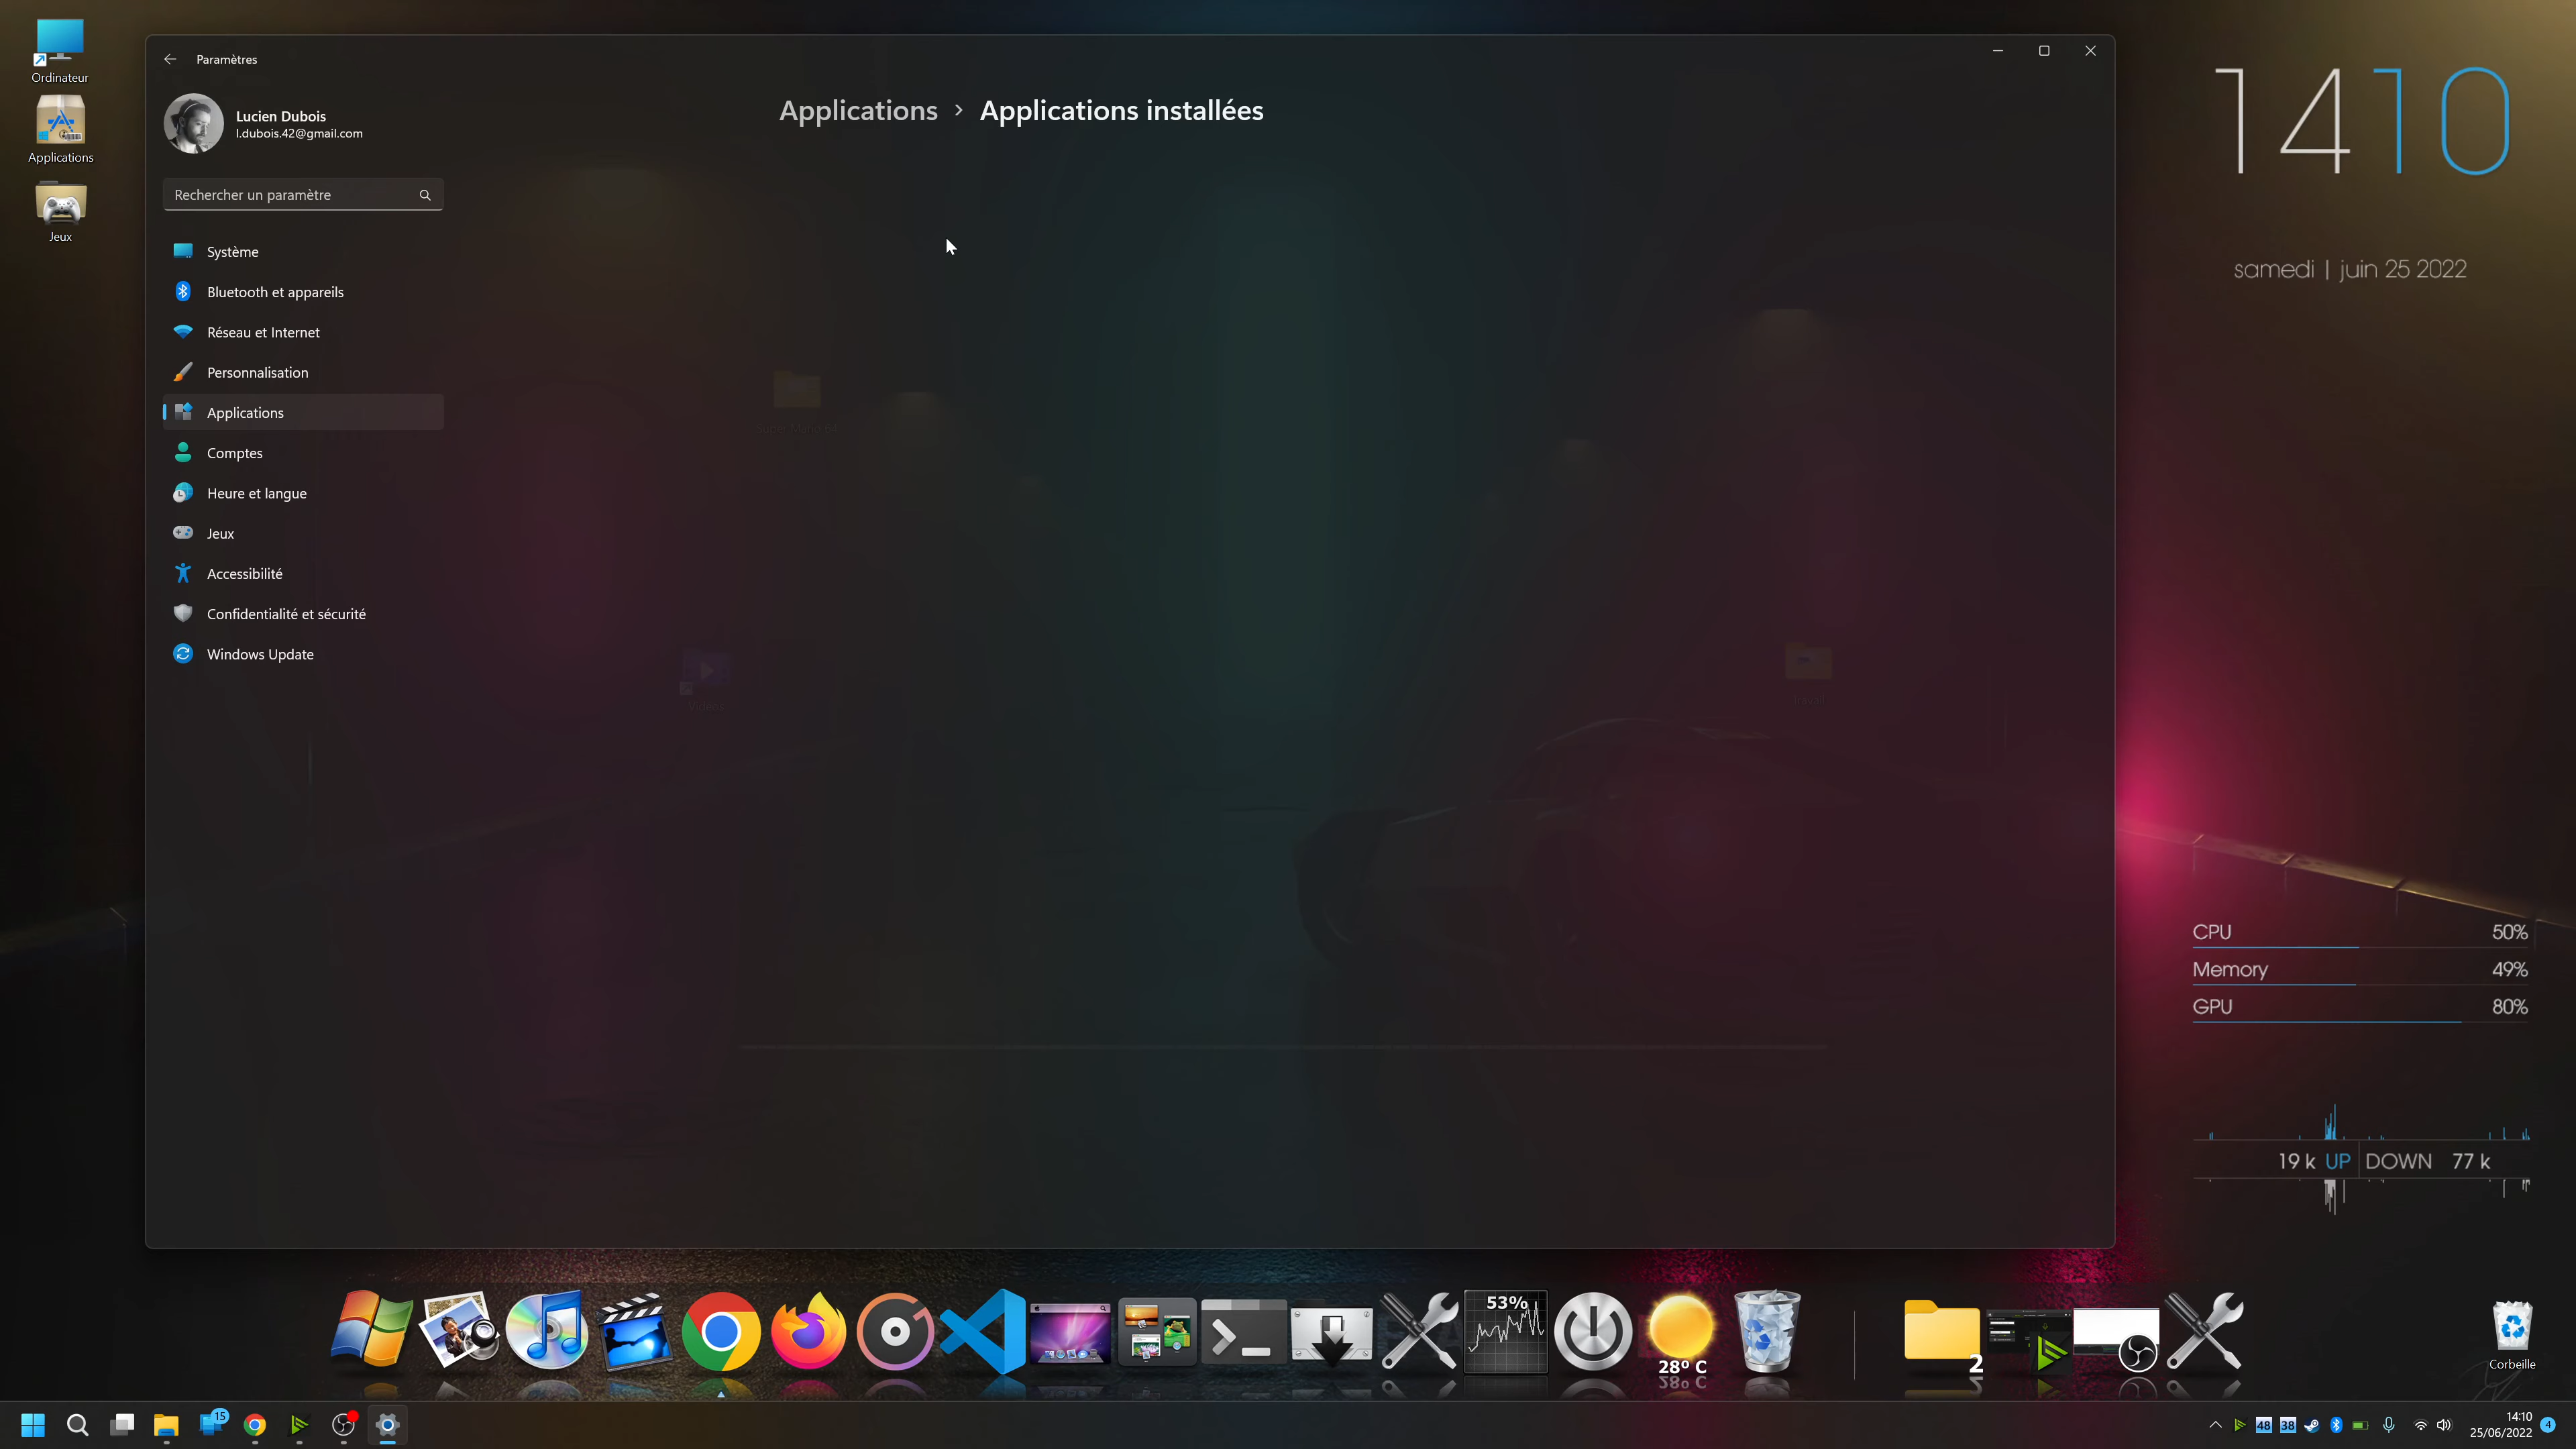 Ordinateur
Applications
Jeux
Paramètres
Lucien Dubois
l.dubois.42@gmail.com
Rechercher un paramètre
Système
Bluetooth et appareils
Réseau et Internet
Personnalisation
Applications
Comptes
Heure et langue
Jeux
Accessibilité
Confidentialité et sécurité
Windows Update
Applications > Applications installées
Vidéos
1410
samedi | juin 25 2022
CPU 50%
Memory 49%
GPU 80%
19 k UP DOWN 77 k
53%
28º C
2
Corbeille
15
48 38
14:10
25/06/2022
4